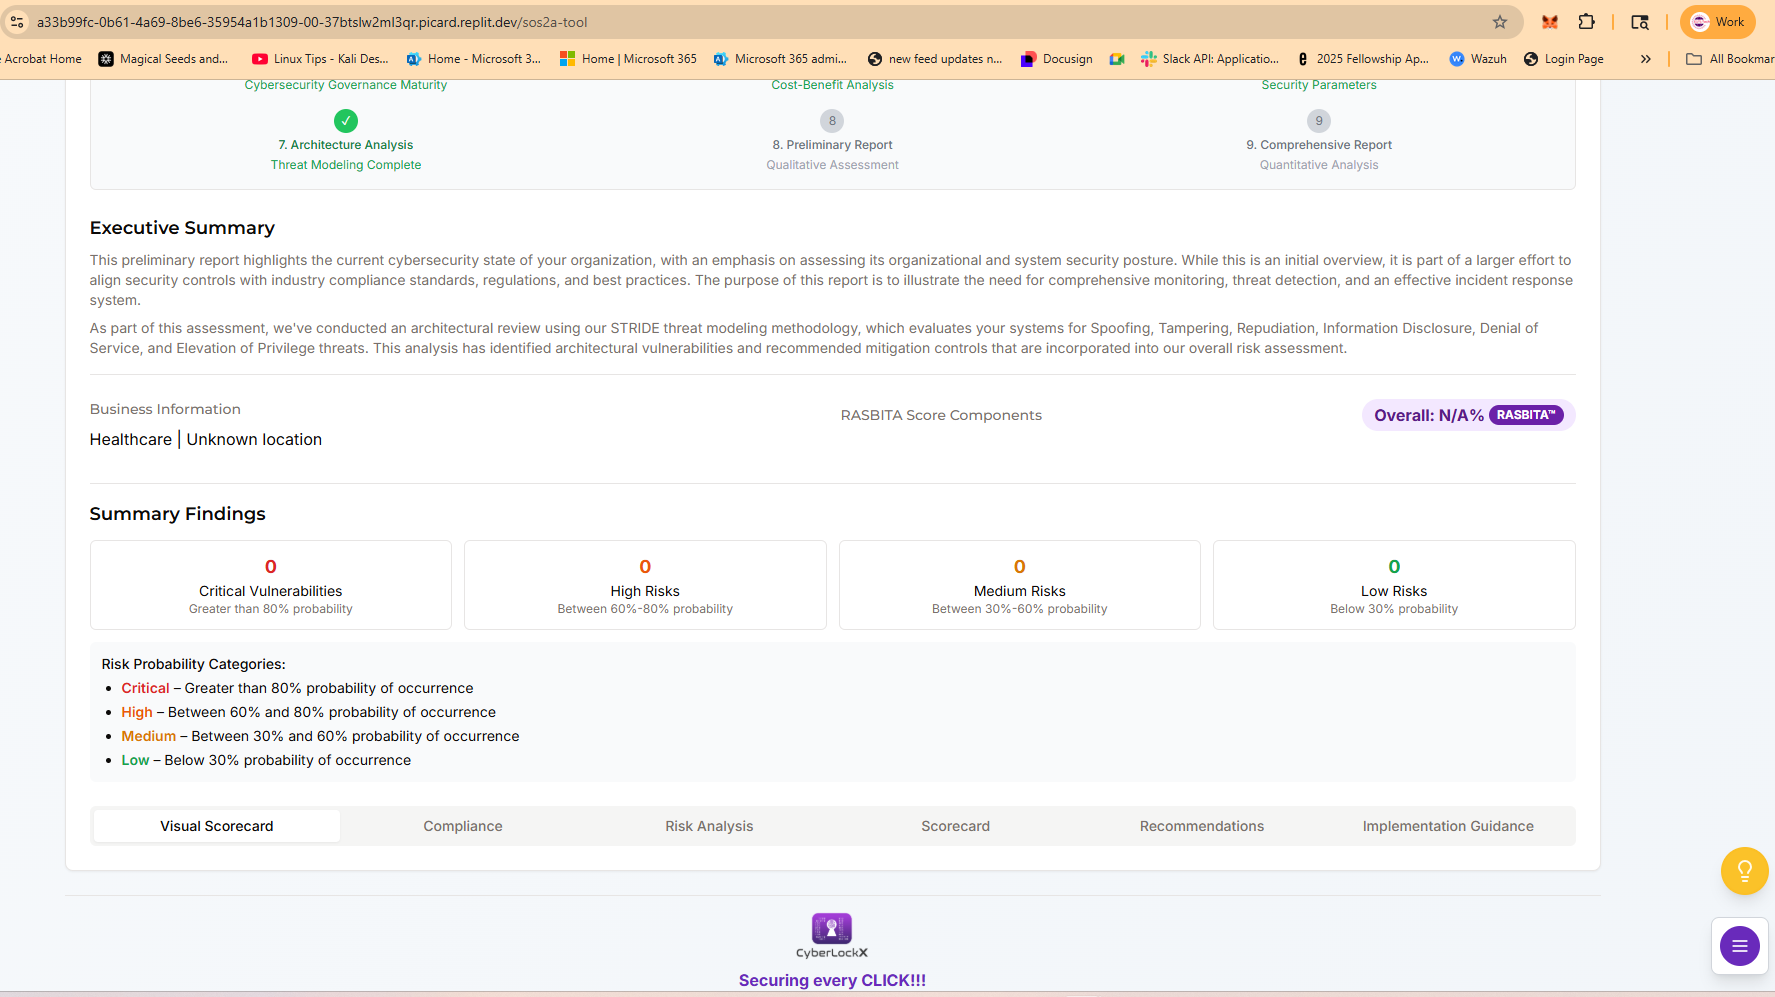 a33b99fc-0b61-4a69-8be6-35954a1b1309-00-37btslw2ml3qr.picard.replit.dev/sos2a-tool
Work
Acrobat Home
Magical Seeds and...
Linux Tips - Kali Des...
Home - Microsoft 3...
Home | Microsoft 365
Microsoft 365 admi...
new feed updates n...
Docusign
Slack API: Applicatio...
2025 Fellowship Ap...
Wazuh
Login Page
All Bookmar
Cybersecurity Governance Maturity
Cost-Benefit Analysis
Security Parameters
8
9
7. Architecture Analysis
8. Preliminary Report
9. Comprehensive Report
Threat Modeling Complete
Qualitative Assessment
Quantitative Analysis
Executive Summary
This preliminary report highlights the current cybersecurity state of your organization, with an emphasis on assessing its organizational and system security posture. While this is an initial overview, it is part of a larger effort to
align security controls with industry compliance standards, regulations, and best practices. The purpose of this report is to illustrate the need for comprehensive monitoring, threat detection, and an effective incident response
system.
As part of this assessment, we've conducted an architectural review using our STRIDE threat modeling methodology, which evaluates your systems for Spoofing, Tampering, Repudiation, Information Disclosure, Denial of
Service, and Elevation of Privilege threats. This analysis has identified architectural vulnerabilities and recommended mitigation controls that are incorporated into our overall risk assessment.
Business Information
Healthcare | Unknown location
RASBITA Score Components
Overall: N/A% RASBITA™
Summary Findings
0
Critical Vulnerabilities
Greater than 80% probability
0
High Risks
Between 60%-80% probability
0
Medium Risks
Between 30%-60% probability
0
Low Risks
Below 30% probability
Risk Probability Categories:
• Critical – Greater than 80% probability of occurrence
• High – Between 60% and 80% probability of occurrence
• Medium – Between 30% and 60% probability of occurrence
• Low – Below 30% probability of occurrence
Visual Scorecard
Compliance
Risk Analysis
Scorecard
Recommendations
Implementation Guidance
CyberLockX
Securing every CLICK!!!